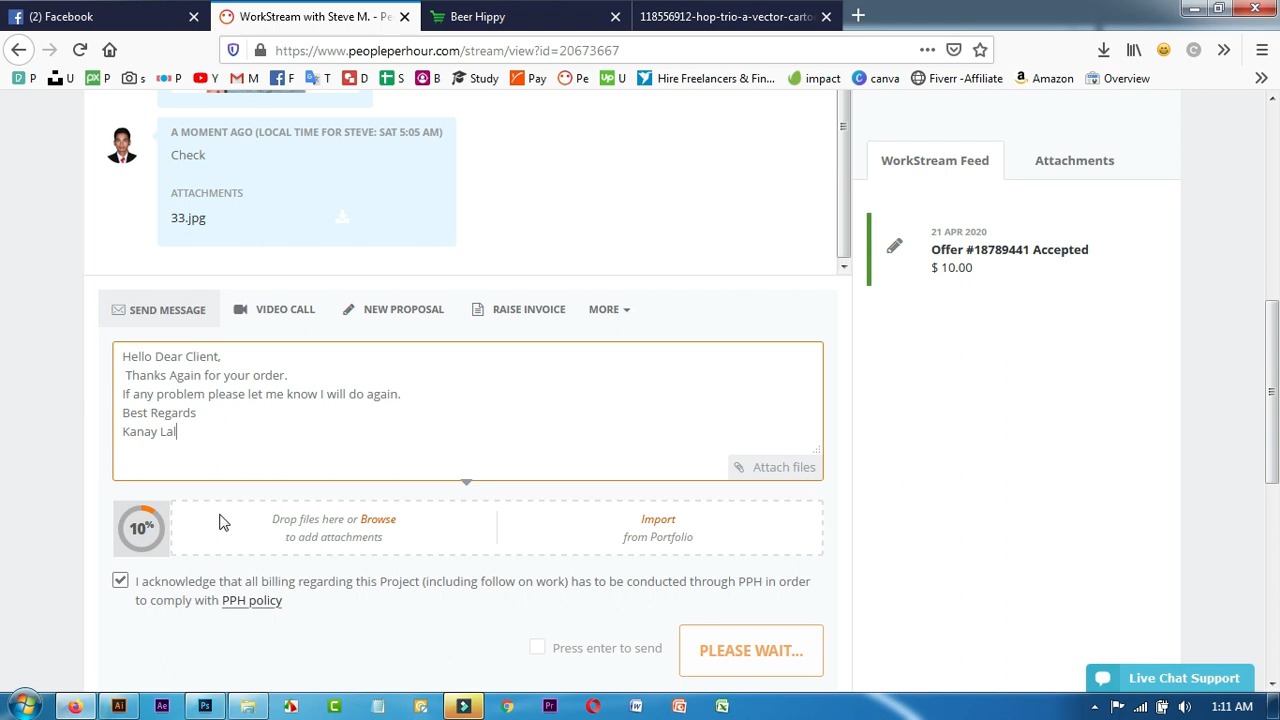 (2) Facebook
WorkStream with Steve M. - Pe
Beer Hippy
118556912-hop-trio-a-vector-carto
https://www.peopleperhour.com/stream/view?id=20673667
P U P s P Y M F T D S B Study Pay Pe U Hire Freelancers & Fin... impact canva Fiverr -Affiliate Amazon Overview
A MOMENT AGO (LOCAL TIME FOR STEVE: SAT 5:05 AM)
Check
ATTACHMENTS
33.jpg
WorkStream Feed
Attachments
21 APR 2020
Offer #18789441 Accepted
$ 10.00
SEND MESSAGE
VIDEO CALL
NEW PROPOSAL
RAISE INVOICE
MORE
Hello Dear Client,
Thanks Again for your order.
If any problem please let me know I will do again.
Best Regards
Kanay Lal
Attach files
10%
Drop files here or Browse
to add attachments
Import
from Portfolio
I acknowledge that all billing regarding this Project (including follow on work) has to be conducted through PPH in order
to comply with PPH policy
Press enter to send
PLEASE WAIT...
Live Chat Support
Ai Ae Ps Pr
1:11 AM